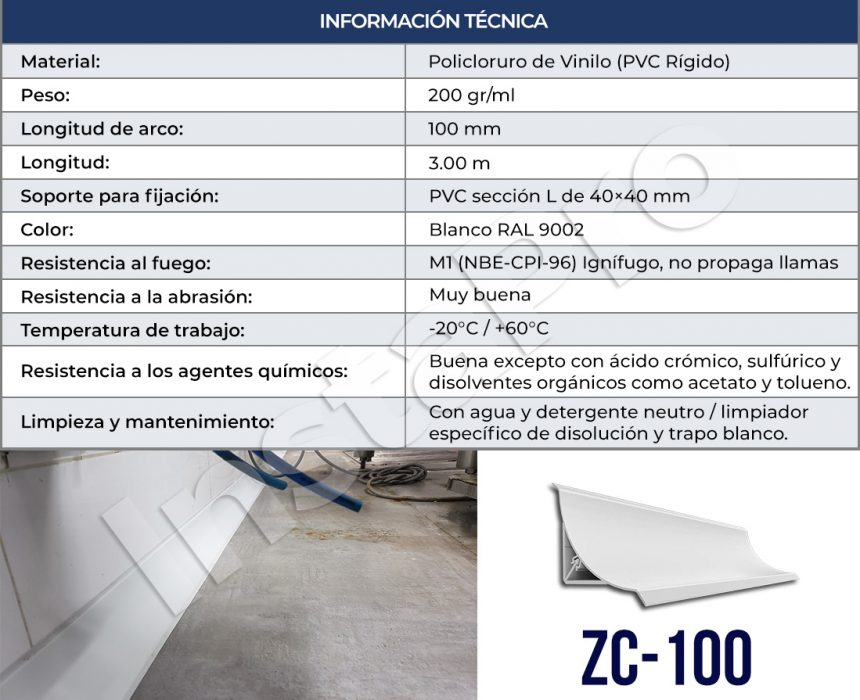 INFORMACIÓN TÉCNICA
Material: Policloruro de Vinilo (PVC Rígido)
Peso: 200 gr/ml
Longitud de arco: 100 mm
Longitud: 3.00 m
Soporte para fijación: PVC sección L de 40×40 mm
Color: Blanco RAL 9002
Resistencia al fuego: M1 (NBE-CPI-96) Ignífugo, no propaga llamas
Resistencia a la abrasión: Muy buena
Temperatura de trabajo: -20°C / +60°C
Resistencia a los agentes químicos: Buena excepto con ácido crómico, sulfúrico y
disolventes orgánicos como acetato y tolueno.
Limpieza y mantenimiento: Con agua y detergente neutro / limpiador
específico de disolución y trapo blanco.
InstaPro
ZC-100